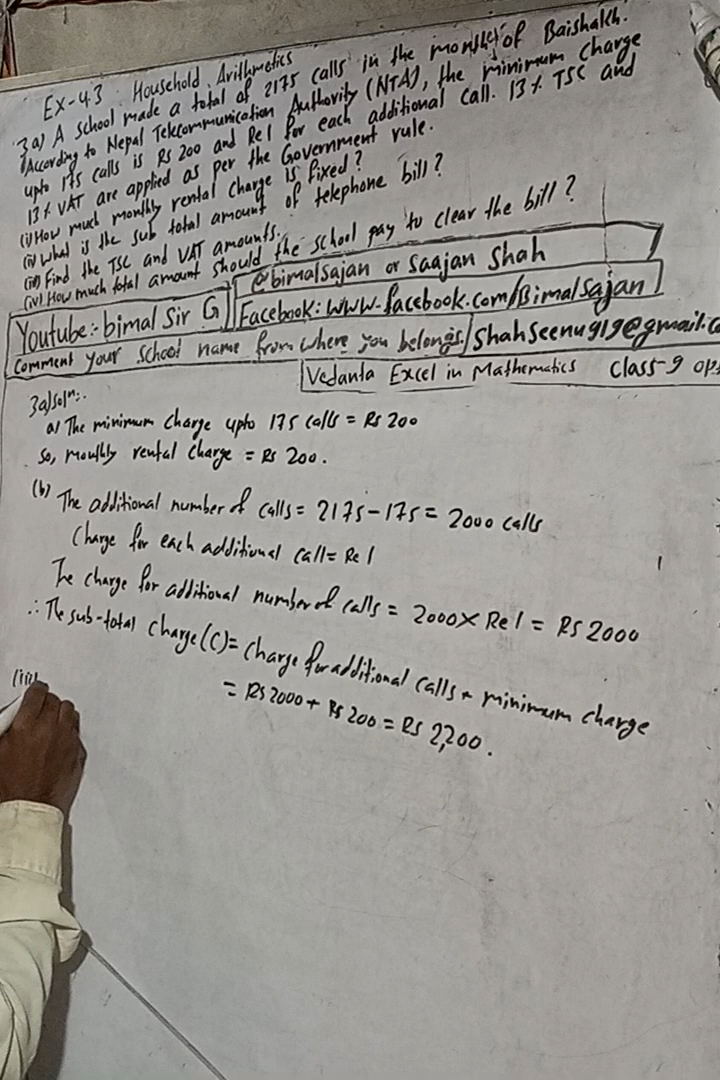 Ex-4.3 Household Arithmetics
3a) A school made a total of 2175 calls in the month of Baishakh.
According to Nepal Telecommunication Authority (NTA), the minimum charge
upto 175 calls is Rs 200 and Re 1 for each additional call. 13% TSC and
13% VAT are applied as per the Government rule.
(i) How much monthly rental charge is fixed?
(ii) What is the sub total amount of telephone bill?
(iii) Find the TSC and VAT amounts.
(iv) How much total amount should the school pay to clear the bill?
@bimalsajan or Saajan Shah
Youtube:- bimal Sir G
Facebook: www.facebook.com/Bimalsajan
Comment your school name from where you belongs.
Shahseenu919@gmail.c
Vedanta Excel in Mathematics Class-9 op
3a) soln:-
a) The minimum charge upto 175 calls = Rs 200
So, monthly rental charge = Rs 200.
(b) The additional number of calls = 2175-175 = 2000 calls
Charge for each additional call = Re 1
The charge for additional number of calls = 2000 X Re 1 = Rs 2000
∴ The sub-total charge (C) = charge for additional calls + minimum charge
= Rs 2000 + Rs 200 = Rs 2,200.
(iii)